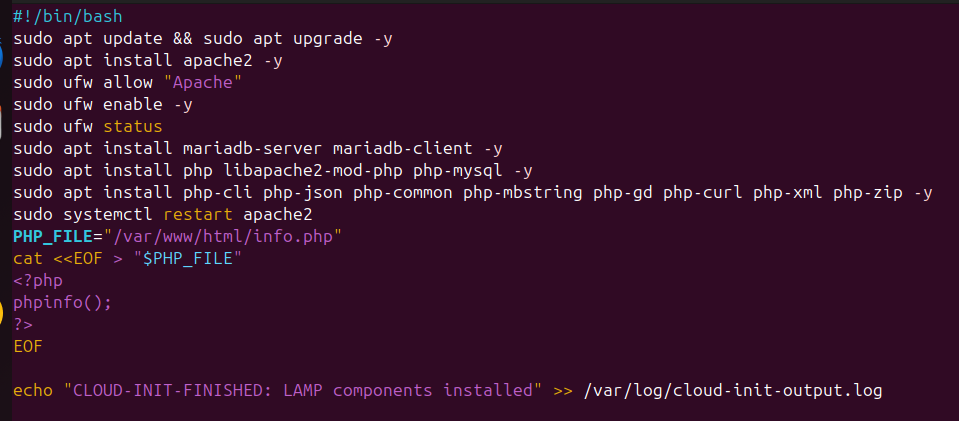 #!/bin/bash
sudo apt update && sudo apt upgrade -y
sudo apt install apache2 -y
sudo ufw allow "Apache"
sudo ufw enable -y
sudo ufw status
sudo apt install mariadb-server mariadb-client -y
sudo apt install php libapache2-mod-php php-mysql -y
sudo apt install php-cli php-json php-common php-mbstring php-gd php-curl php-xml php-zip -y
sudo systemctl restart apache2
PHP_FILE="/var/www/html/info.php"
cat <<EOF > "$PHP_FILE"
<?php
phpinfo();
?>
EOF

echo "CLOUD-INIT-FINISHED: LAMP components installed" >> /var/log/cloud-init-output.log